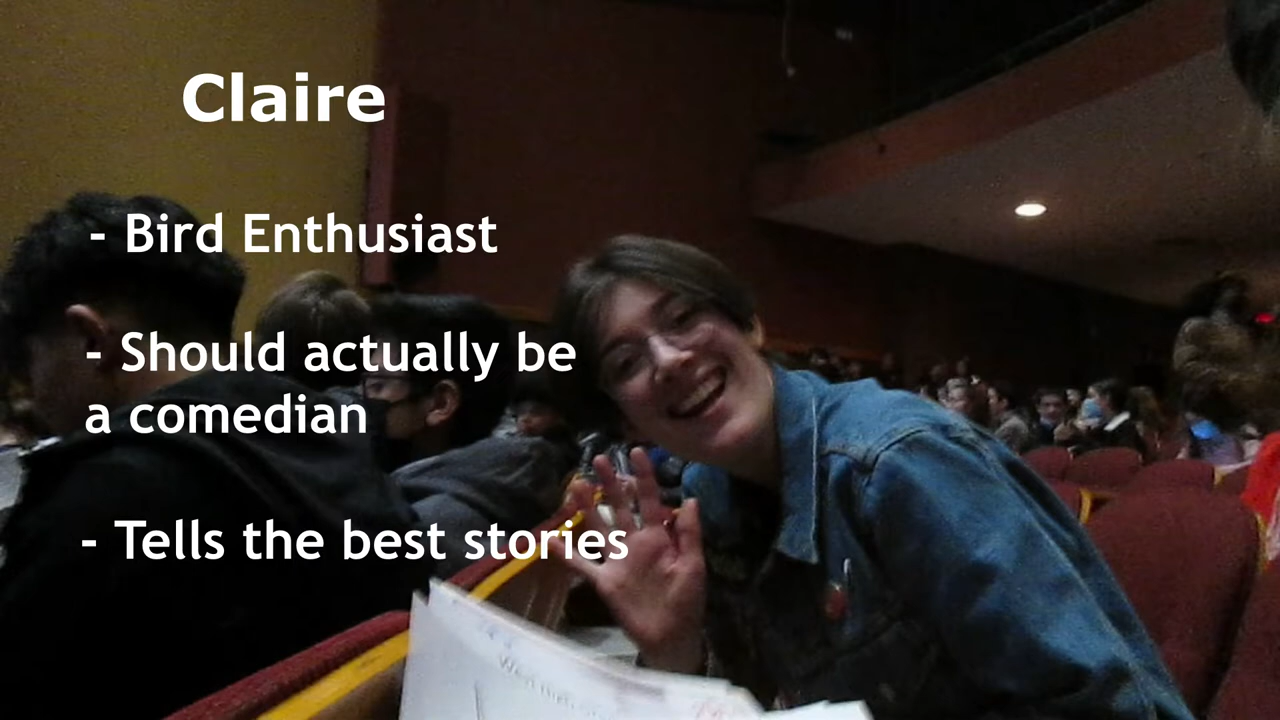 Claire
- Bird Enthusiast
- Should actually be
a comedian
- Tells the best stories